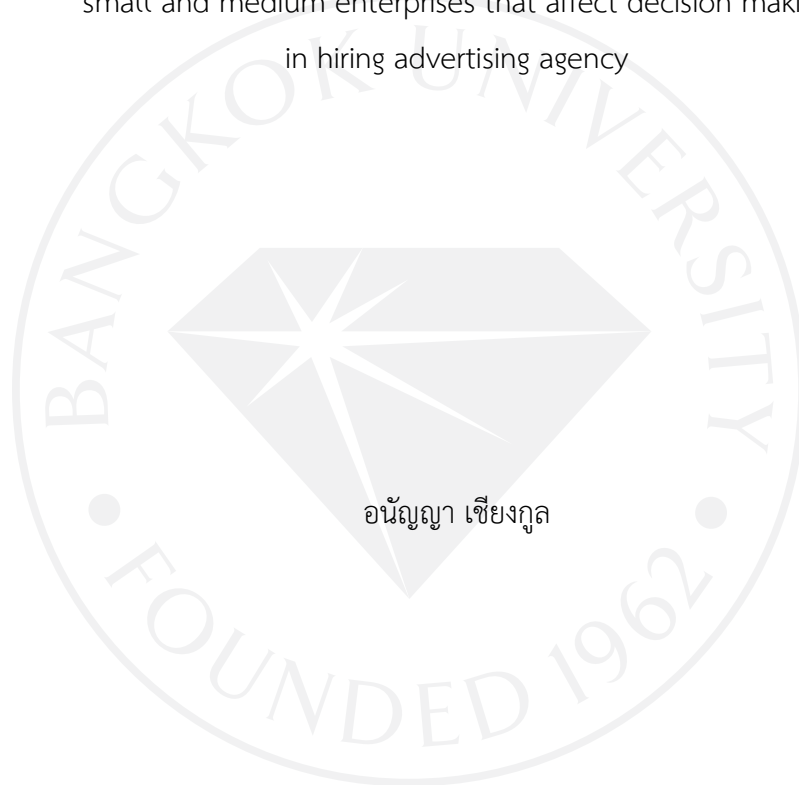 small and medium enterprises that affect decision maki
in hiring advertising agency
BANGKOK UNIVERSITY
อนัญญา เชียงกูล
FOUNDED 1962